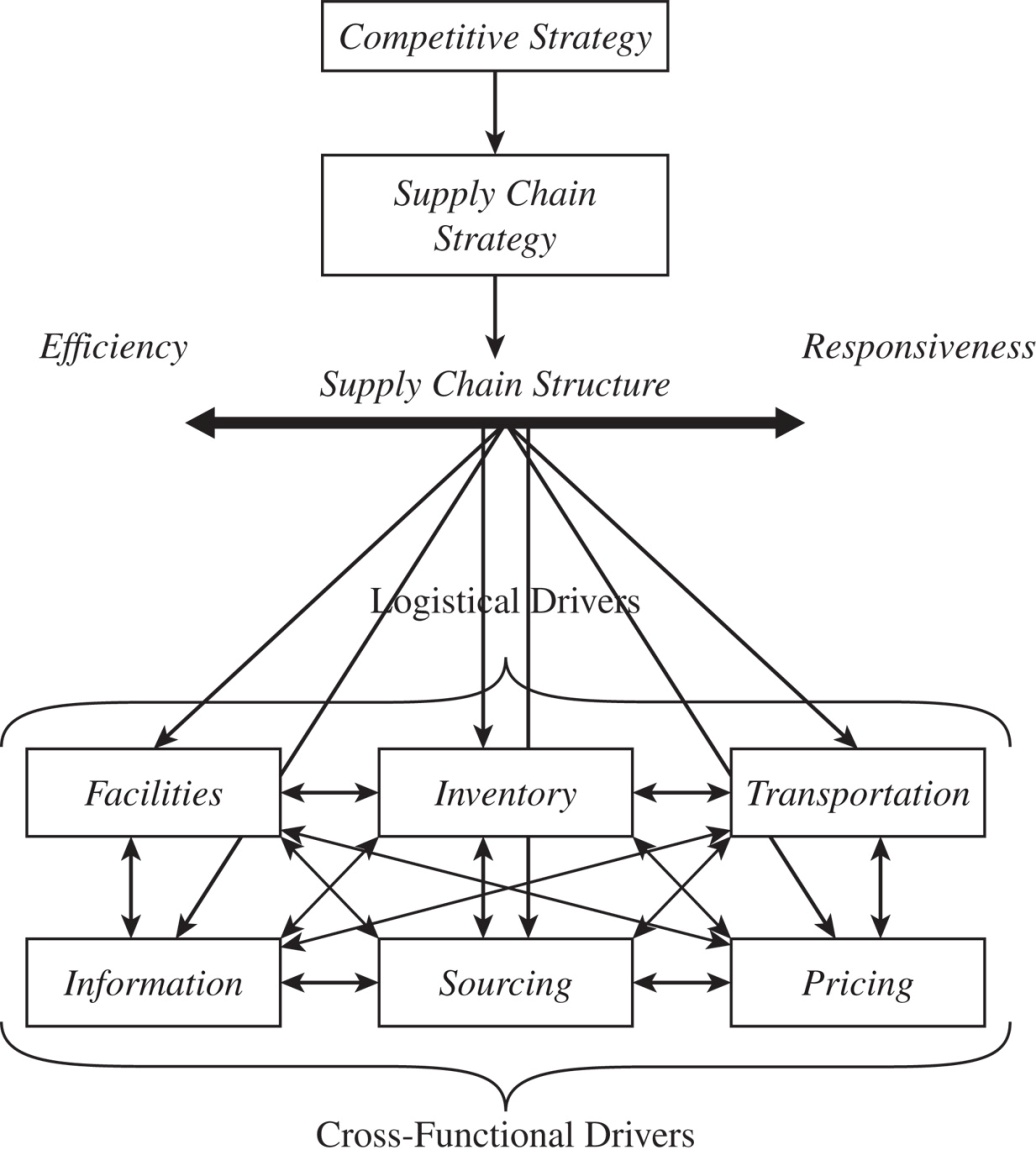 Competitive Strategy
Supply Chain
Strategy
Efficiency
Responsiveness
Supply Chain Structure
Logistical Drivers
Facilities
Inventory
Transportation
Information
Sourcing
Pricing
Cross-Functional Drivers